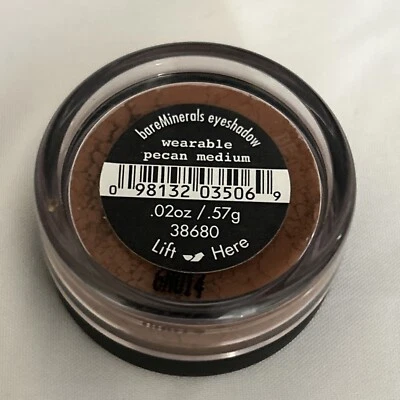 bareMinerals eyeshadow
wearable
pecan medium
0 98132 03506 9
.02oz / .57g
38680
Lift Here